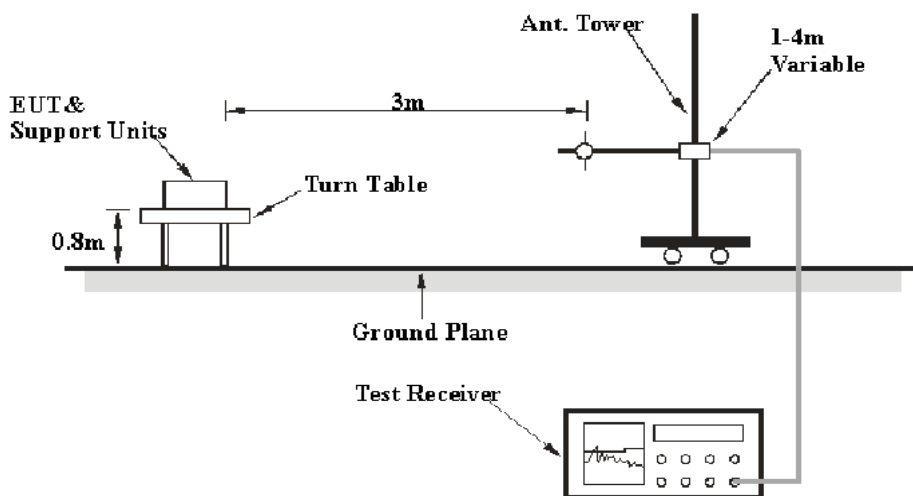 Ant. Tower
1-4m
Variable
3m
EUT&
Support Units
Turn Table
0.8m
Ground Plane
Test Receiver